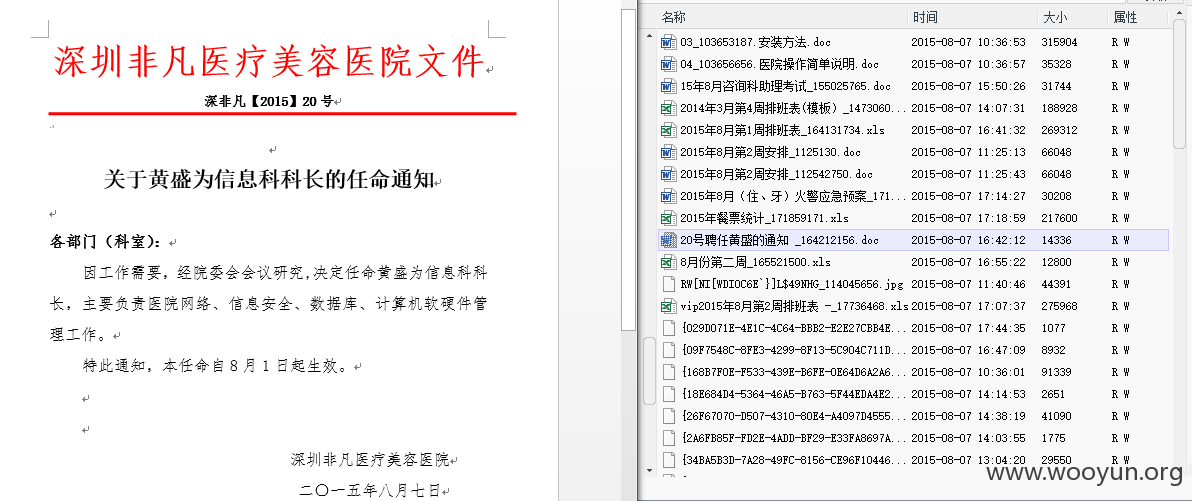 深圳非凡医疗美容医院文件
深非凡【2015】20号
关于黄盛为信息科科长的任命通知
各部门（科室）：
因工作需要，经院委会会议研究,决定任命黄盛为信息科科
长，主要负责医院网络、信息安全、数据库、计算机软硬件管
理工作。
特此通知，本任命自8月1日起生效。
深圳非凡医疗美容医院
二〇一五年八月七日
名称 时间 大小 属性
03_103653187.安装方法.doc 2015-08-07 10:36:53 315904 R W
04_103656656.医院操作简单说明.doc 2015-08-07 10:36:57 35328 R W
15年8月咨询科助理考试_155025765.doc 2015-08-07 15:50:26 31744 R W
2014年3月第4周排班表(模板）_1473060... 2015-08-07 14:07:31 188928 R W
2015年8月第1周排班表_164131734.xls 2015-08-07 16:41:32 269312 R W
2015年8月第2周安排_1125130.doc 2015-08-07 11:25:13 66048 R W
2015年8月第2周安排_112542750.doc 2015-08-07 11:25:43 66048 R W
2015年8月（住、牙）火警应急预案_171... 2015-08-07 17:14:27 30208 R W
2015年餐票统计_171859171.xls 2015-08-07 17:18:59 217600 R W
20号聘任黄盛的通知 _164212156.doc 2015-08-07 16:42:12 14336 R W
8月份第二周_165521500.xls 2015-08-07 16:55:22 12800 R W
RW[NI[WDIOC6E`}]L$49NHG_114045656.jpg 2015-08-07 11:40:46 44391 R W
vip2015年8月第2周排班表 -_17736468.xls 2015-08-07 17:07:37 275968 R W
{029D071E-4E1C-4C64-BBB2-E2E27CBB4E... 2015-08-07 17:44:35 1077 R W
{09F7548C-8FE3-4299-8F13-5C904C711D... 2015-08-07 16:47:09 8932 R W
{168B7F0E-F533-439E-B6FE-0E64D6A2A6... 2015-08-07 10:36:01 91339 R W
{18E684D4-5364-46A5-B763-5F44EDA4E2... 2015-08-07 14:14:53 2651 R W
{26F67070-D507-4310-80E4-A4097D4555... 2015-08-07 14:38:19 41090 R W
{2A6FB85F-FD2E-4ADD-BF29-E33FA8697A... 2015-08-07 14:03:55 1775 R W
{34BA5B3D-7A28-49FC-8156-CE96F10446... 2015-08-07 13:04:20 29550 R W
www.wooyun.org